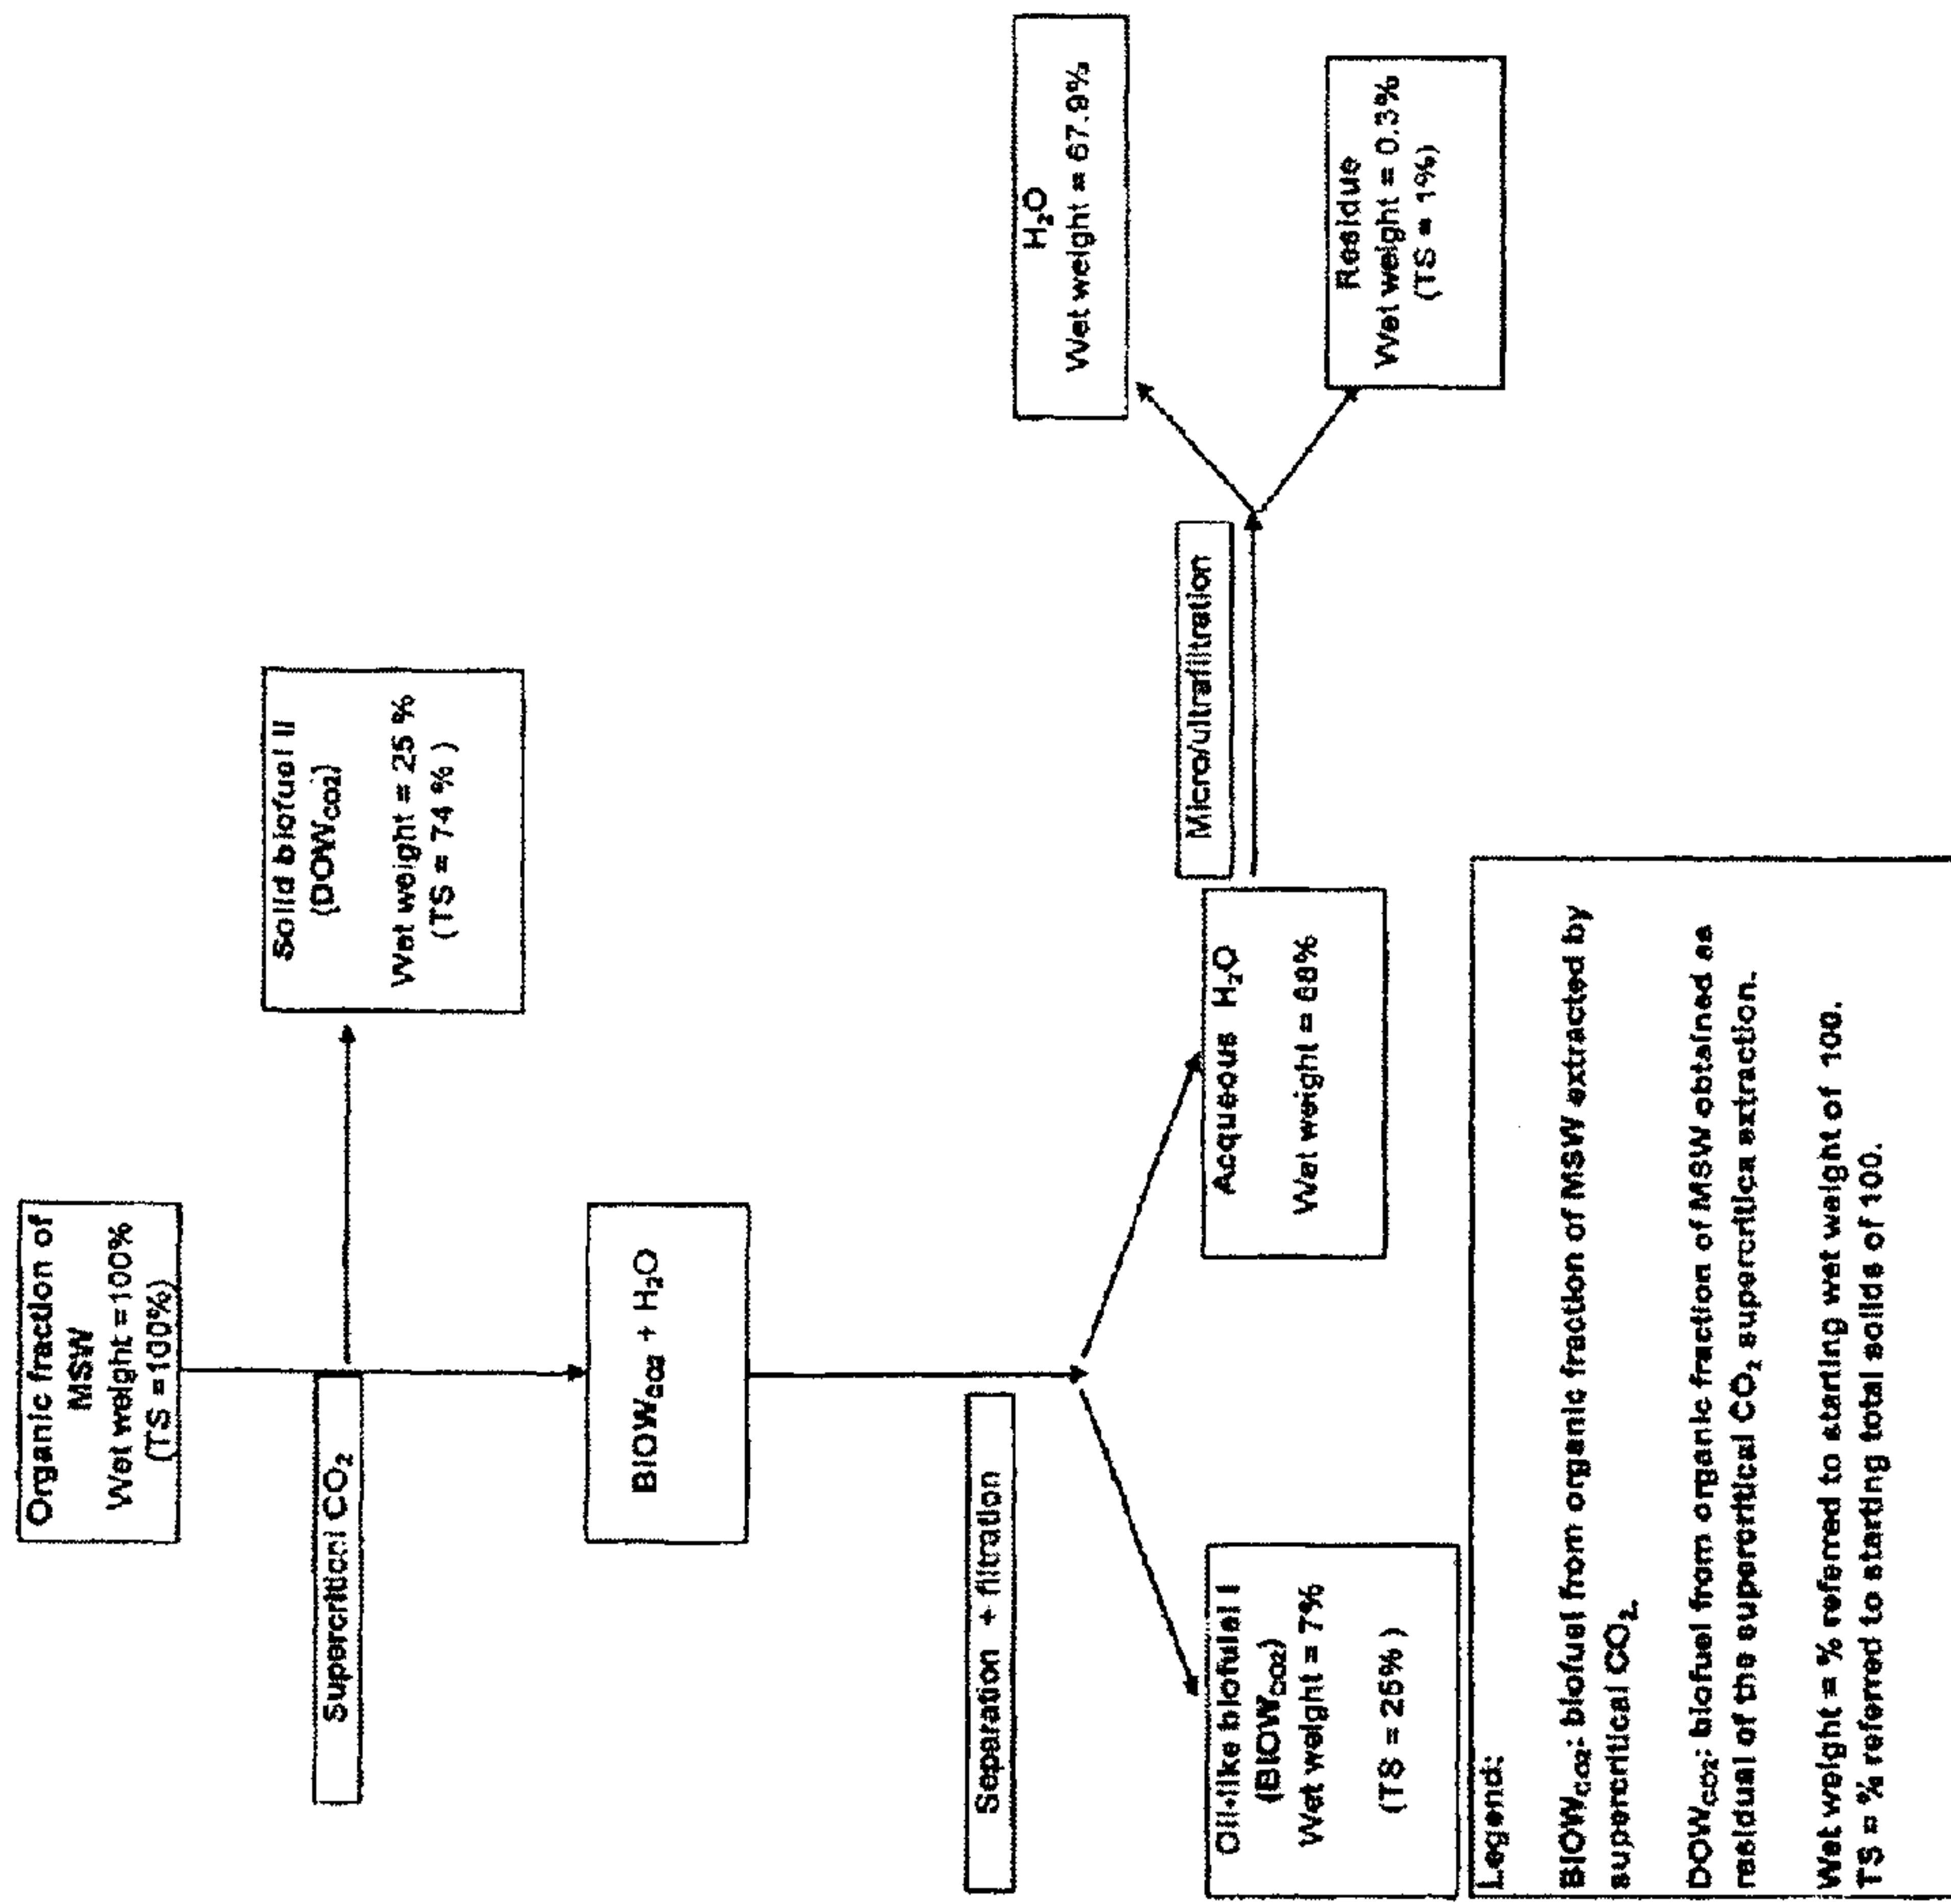 Organic fraction of
MSW
Wet weight =100%
(TS =100%)
Supercritical CO₂
Solid biofuel II
(DOW_CO2)
Wet weight = 25 %
(TS = 74 %)
BIOW_CO2 + H₂O
Separation + filtration
Oil-like biofulel I
(BIOW_CO2)
Wet weight = 7%
(TS = 25%)
Acqueous H₂O
Wet weight = 68%
Micro/ultrafiltration
H₂O
Wet weight = 67.9%
Residue
Wet weight = 0.3%
(TS = 1%)
Legend:
BIOW_CO2: biofuel from organic fraction of MSW extracted by
supercritical CO₂.
DOW_CO2: biofuel from organic fraction of MSW obtained as
residual of the supercritical CO₂ supercritica extraction.
Wet weight = % referred to starting wet weight of 100.
TS = % referred to starting total solids of 100.